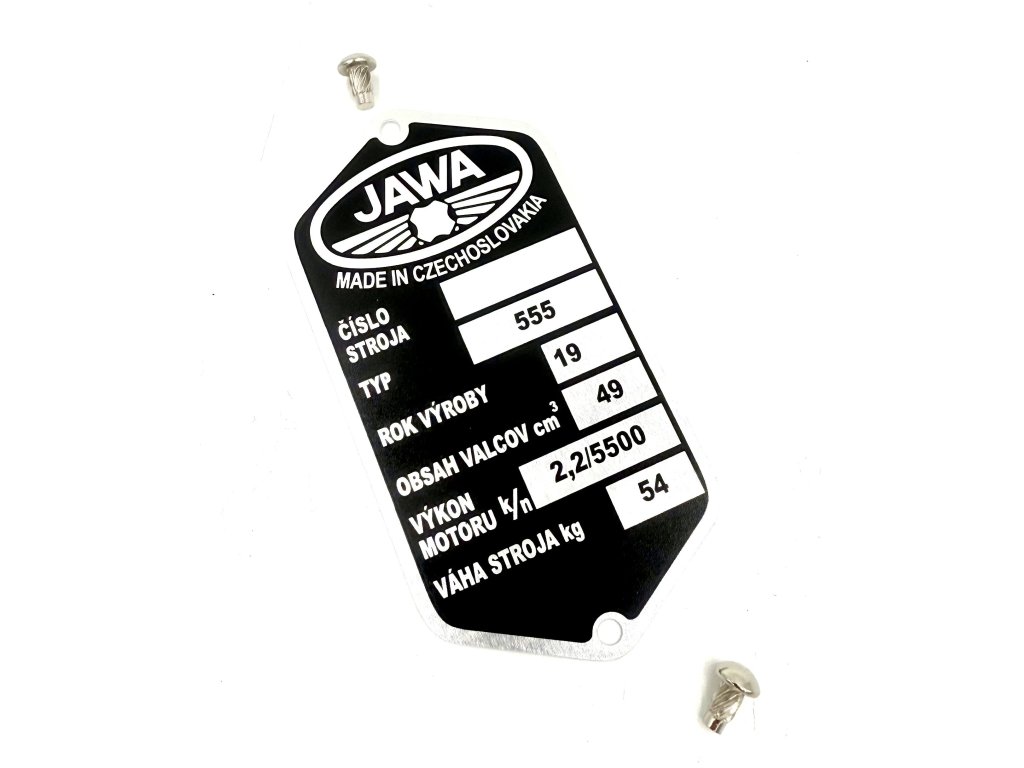 JAWA
MADE IN CZECHOSLOVAKIA
ČÍSLO
STROJA
TYP 555
ROK VÝROBY 19
OBSAH VALCOV cm³ 49
VÝKON
MOTORU k/n 2,2/5500
VÁHA STROJA kg 54